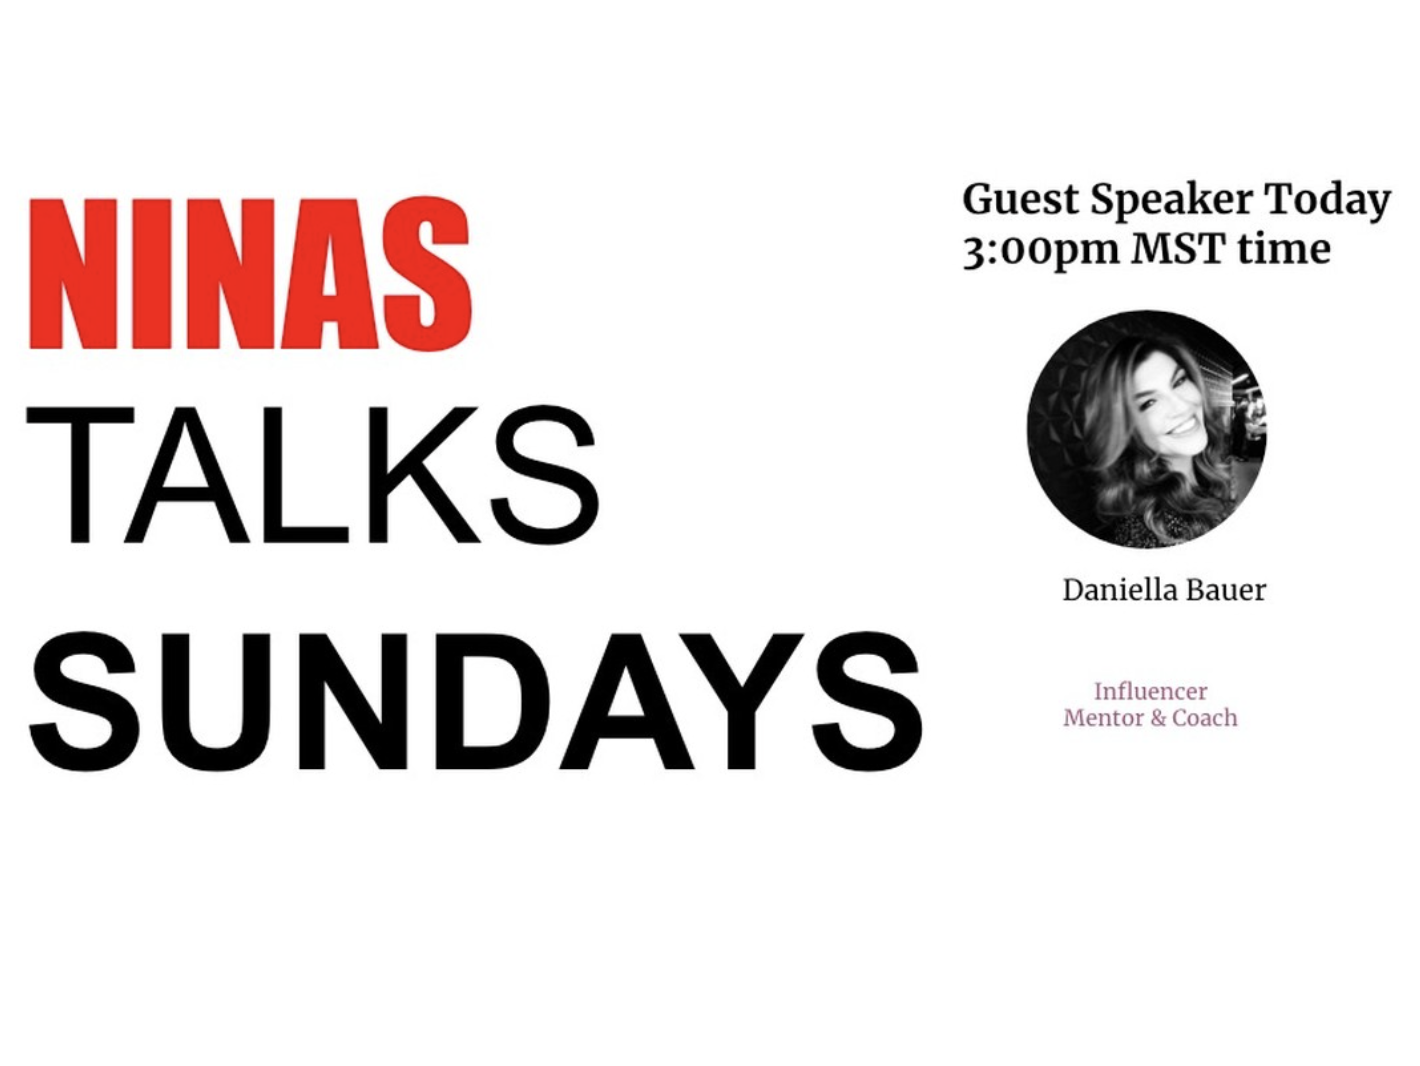 NINAS
TALKS
SUNDAYS
Guest Speaker Today
3:00pm MST time
Daniella Bauer
Influencer
Mentor & Coach